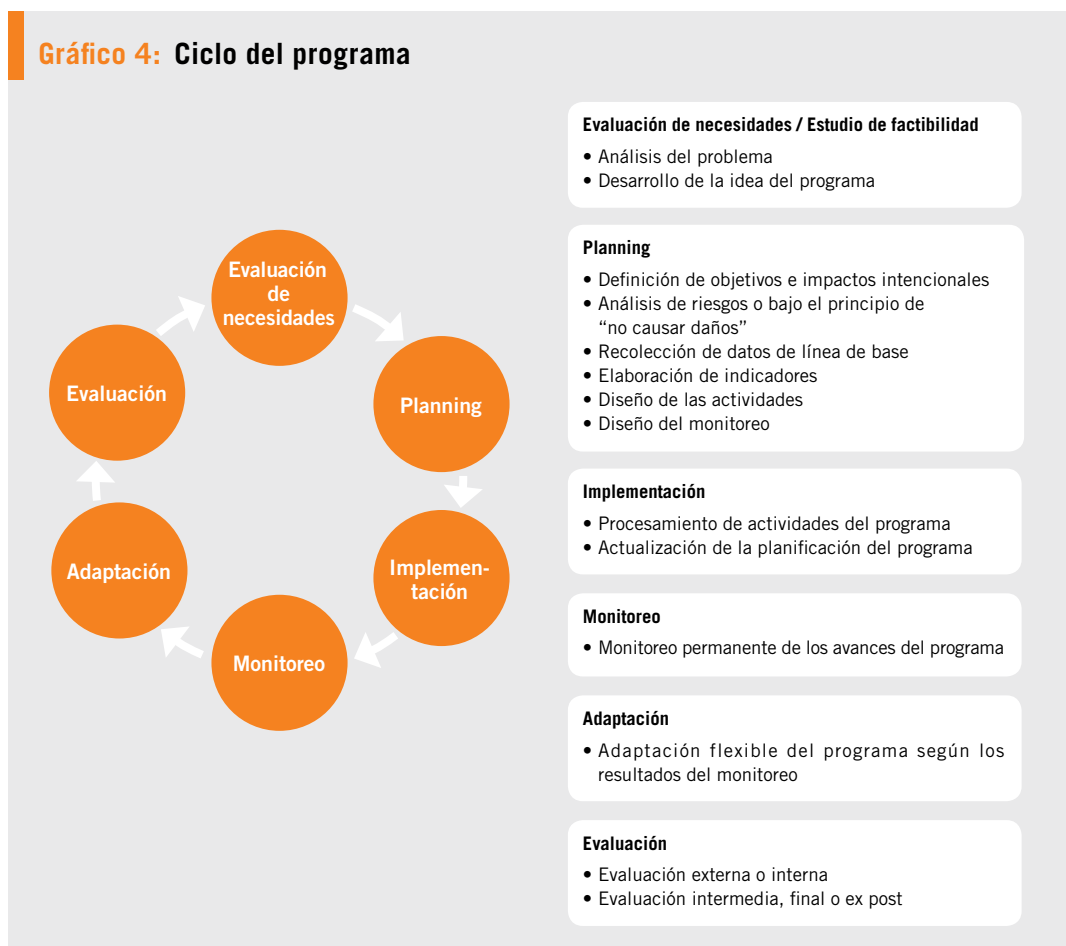 Gráfico 4: Ciclo del programa
Evaluación
de
necesidades
Planning
Implemen-
tación
Monitoreo
Adaptación
Evaluación
Evaluación de necesidades / Estudio de factibilidad
• Análisis del problema
• Desarrollo de la idea del programa
Planning
• Definición de objetivos e impactos intencionales
• Análisis de riesgos o bajo el principio de
“no causar daños”
• Recolección de datos de línea de base
• Elaboración de indicadores
• Diseño de las actividades
• Diseño del monitoreo
Implementación
• Procesamiento de actividades del programa
• Actualización de la planificación del programa
Monitoreo
• Monitoreo permanente de los avances del programa
Adaptación
• Adaptación flexible del programa según los
resultados del monitoreo
Evaluación
• Evaluación externa o interna
• Evaluación intermedia, final o ex post